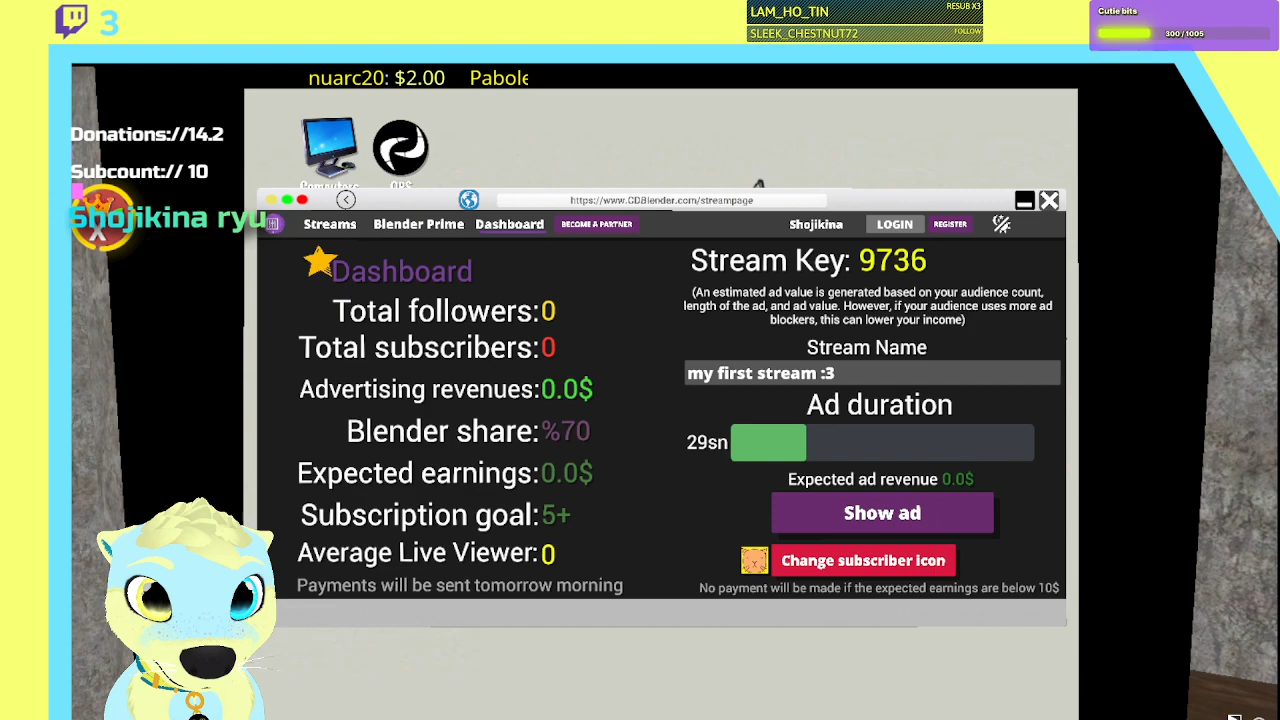 3
LAM_HO_TIN RESUB X3
SLEEK_CHESTNUT72 FOLLOW
Cutie bits
300 / 1005
nuarc20: $2.00 Pabole
Donations://14.2
Subcount:// 10
Shojikina ryu
X
https://www.CDBlender.com/streampage
Streams Blender Prime Dashboard BECOME A PARTNER Shojikina LOGIN REGISTER
Dashboard
Total followers:0
Total subscribers:0
Advertising revenues:0.0$
Blender share:%70
Expected earnings:0.0$
Subscription goal:5+
Average Live Viewer:0
Payments will be sent tomorrow morning
Stream Key: 9736
(An estimated ad value is generated based on your audience count,
length of the ad, and ad value. However, if your audience uses more ad
blockers, this can lower your income)
Stream Name
my first stream :3
Ad duration
29sn
Expected ad revenue 0.0$
Show ad
Change subscriber icon
No payment will be made if the expected earnings are below 10$